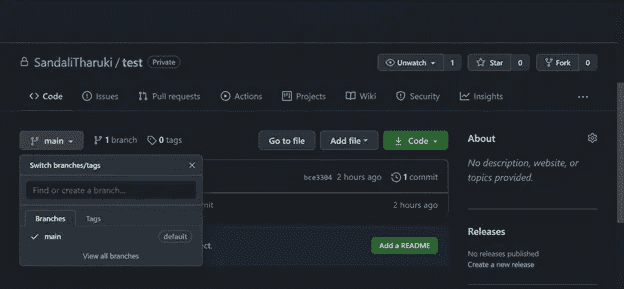 SandaliTharuki / test Private
Unwatch 1 Star 0 Fork 0
Code Issues Pull requests Actions Projects Wiki Security Insights ...
main 1 branch 0 tags Go to file Add file Code
About
Switch branches/tags
Find or create a branch...
No description, website, or
topics provided.
bce3304 2 hours ago 1 commit
Branches Tags
mit 2 hours ago
main default
View all branches
ct. Add a README
Releases
No releases published
Create a new release